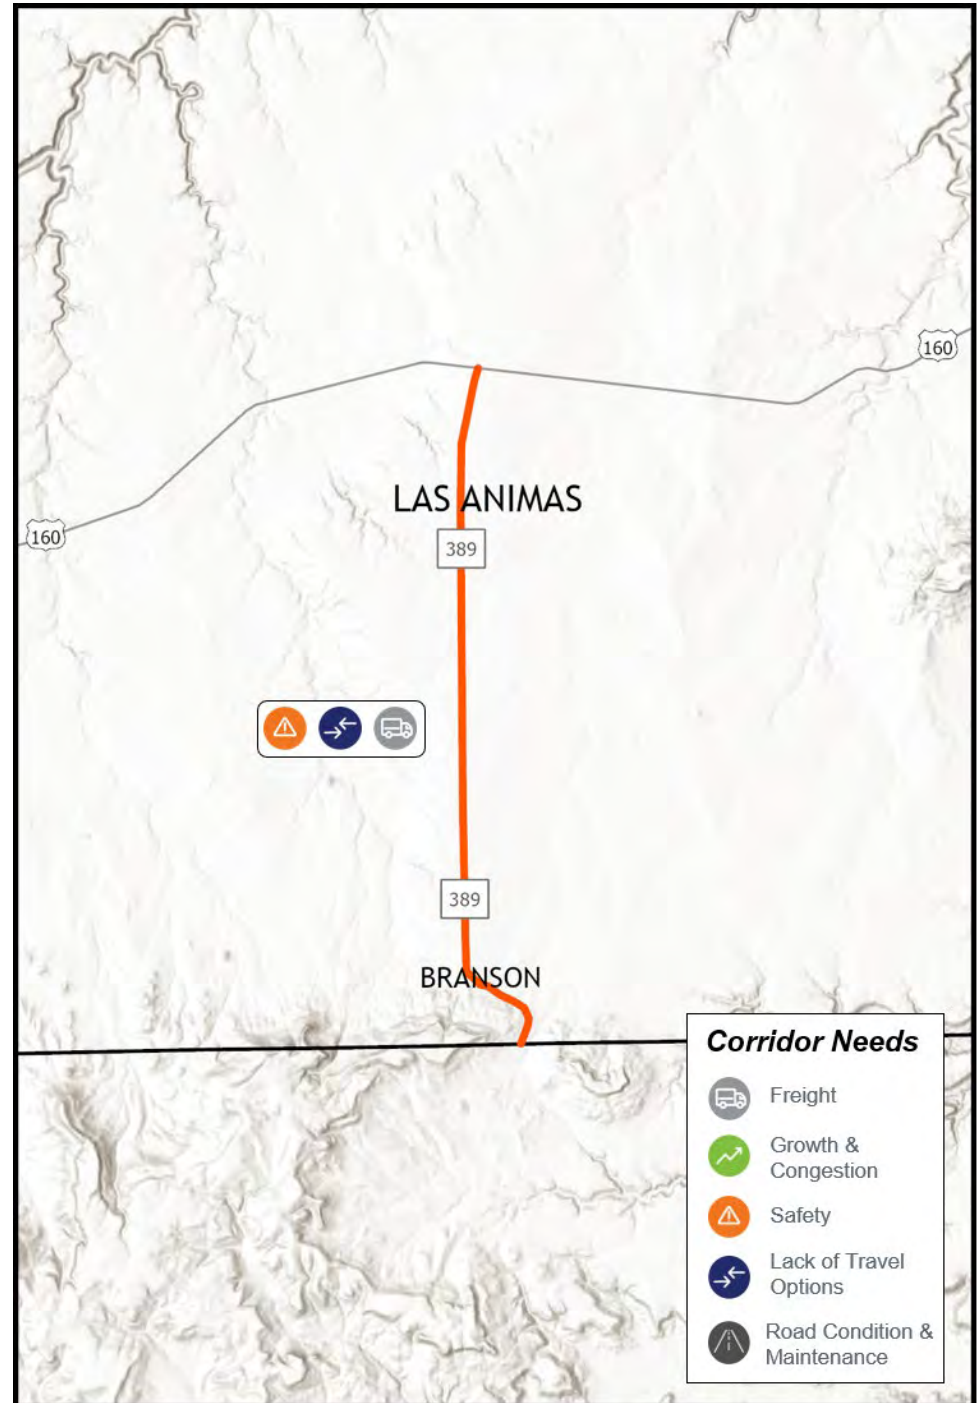 160
LAS ANIMAS
160
389
389
BRANSON
Corridor Needs
Freight
Growth &
Congestion
Safety
Lack of Travel
Options
Road Condition &
Maintenance